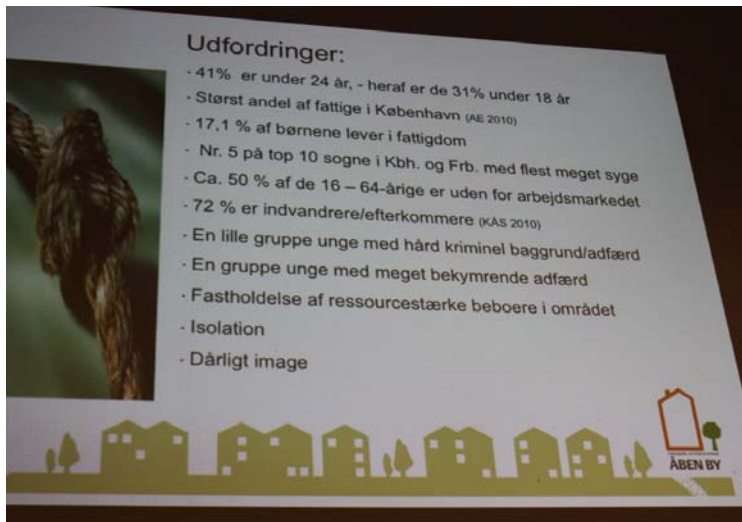 Udfordringer:
- 41% er under 24 år, - heraf er de 31% under 18 år
- Størst andel af fattige i København (AE 2010)
- 17,1 % af børnene lever i fattigdom
- Nr. 5 på top 10 sogne i Kbh. og Frb. med flest meget syge
- Ca. 50 % af de 16 – 64-årige er uden for arbejdsmarkedet
- 72 % er indvandrere/efterkommere (KÅS 2010)
- En lille gruppe unge med hård kriminel baggrund/adfærd
- En gruppe unge med meget bekymrende adfærd
- Fastholdelse af ressourcestærke beboere i området
- Isolation
- Dårligt image
ÅBEN BY